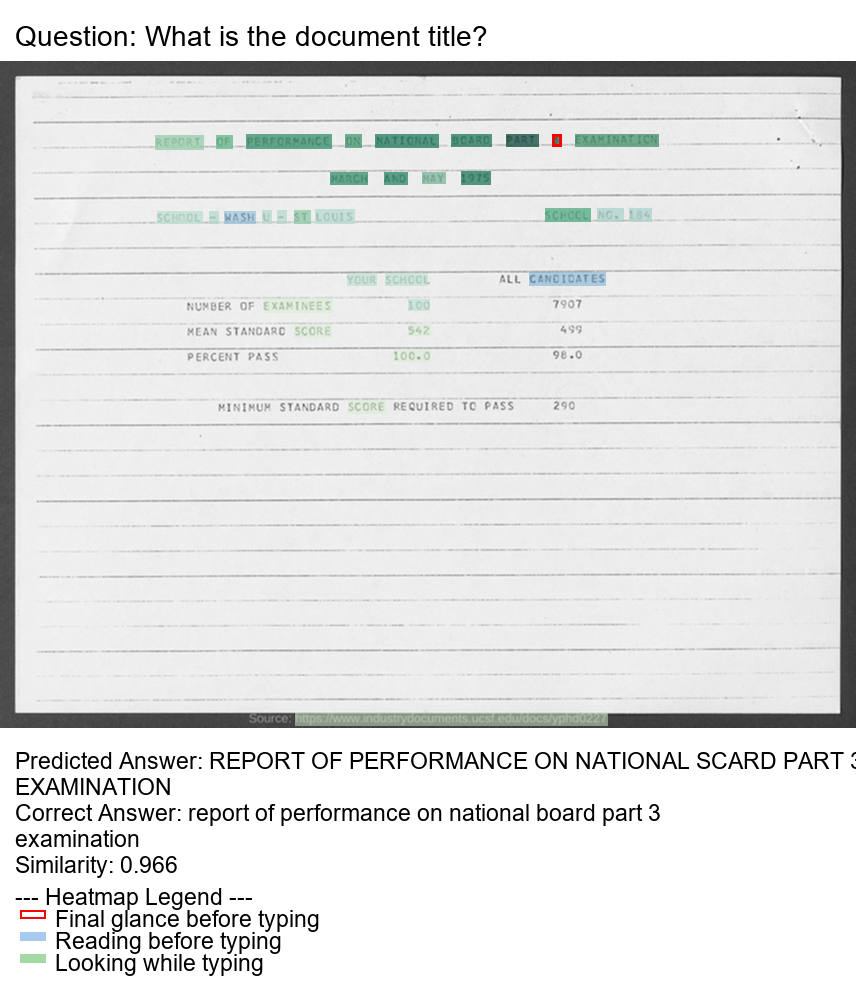 Question: What is the document title?
REPORT OF PERFORMANCE ON NATIONAL BOARD PART EXAMINATION
MARCH AND MAY 1975
SCHOOL - WASH U - ST LOUIS SCHOOL NO. 184
YOUR SCHOOL ALL CANDIDATES
NUMBER OF EXAMINEES 100 7907
MEAN STANDARD SCORE 542 499
PERCENT PASS 100.0 98.0
MINIMUM STANDARD SCORE REQUIRED TO PASS 290
Source: https://www.industrydocuments.ucsf.edu/docs/yphd0227
Predicted Answer: REPORT OF PERFORMANCE ON NATIONAL SCARD PART 3
EXAMINATION
Correct Answer: report of performance on national board part 3
examination
Similarity: 0.966
--- Heatmap Legend ---
Final glance before typing
Reading before typing
Looking while typing